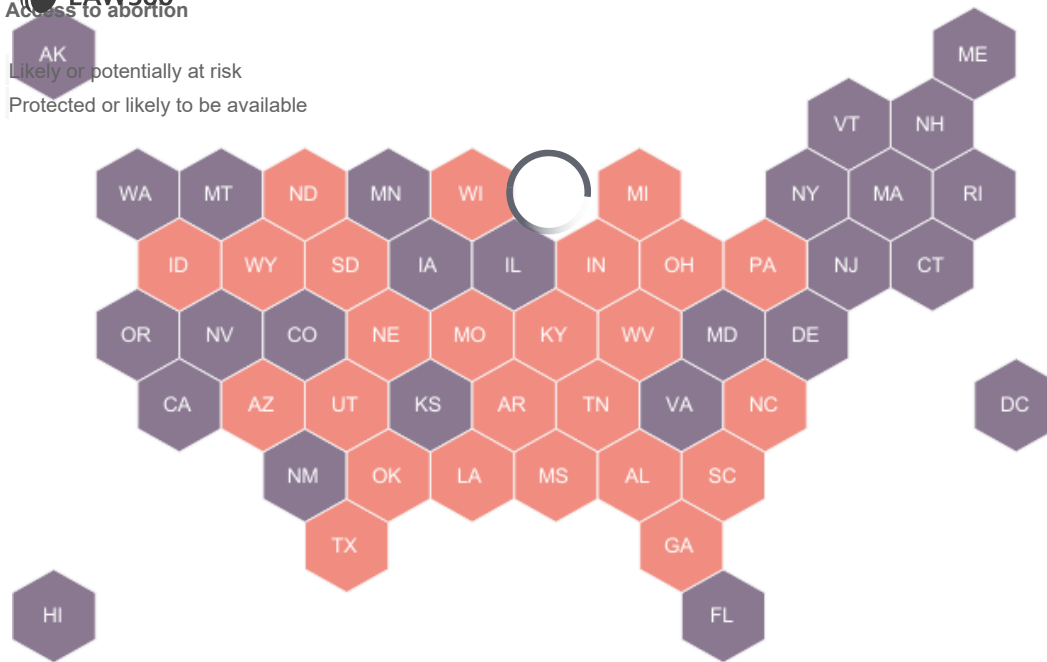 LAW360
Access to abortion
AK
ME
Likely or potentially at risk
Protected or likely to be available
VT NH
WA MT ND MN WI MI NY MA RI
ID WY SD IA IL IN OH PA NJ CT
OR NV CO NE MO KY WV MD DE
CA AZ UT KS AR TN VA NC DC
NM OK LA MS AL SC
TX GA
HI FL